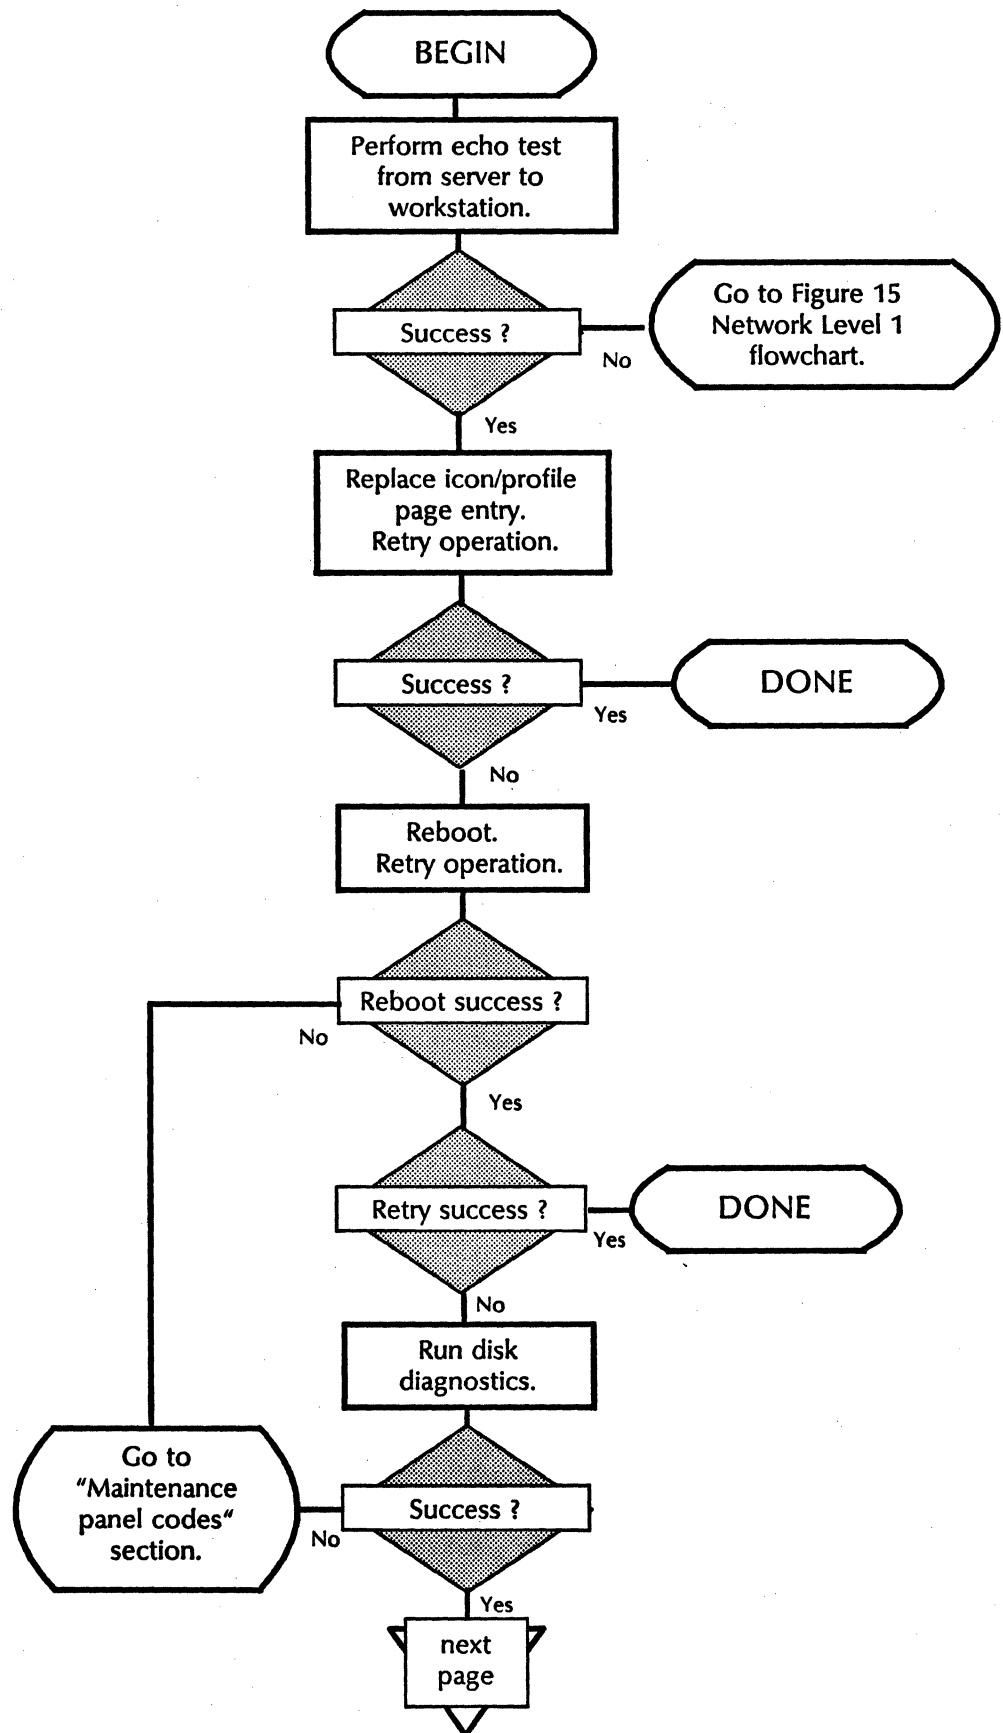 BEGIN
Perform echo test
from server to
workstation.
Success ?
No
Go to Figure 15
Network Level 1
flowchart.
Yes
Replace icon/profile
page entry.
Retry operation.
Success ?
Yes
DONE
No
Reboot.
Retry operation.
Reboot success ?
No
Yes
Retry success ?
Yes
DONE
No
Run disk
diagnostics.
Success ?
No
Go to
"Maintenance
panel codes"
section.
Yes
next
page